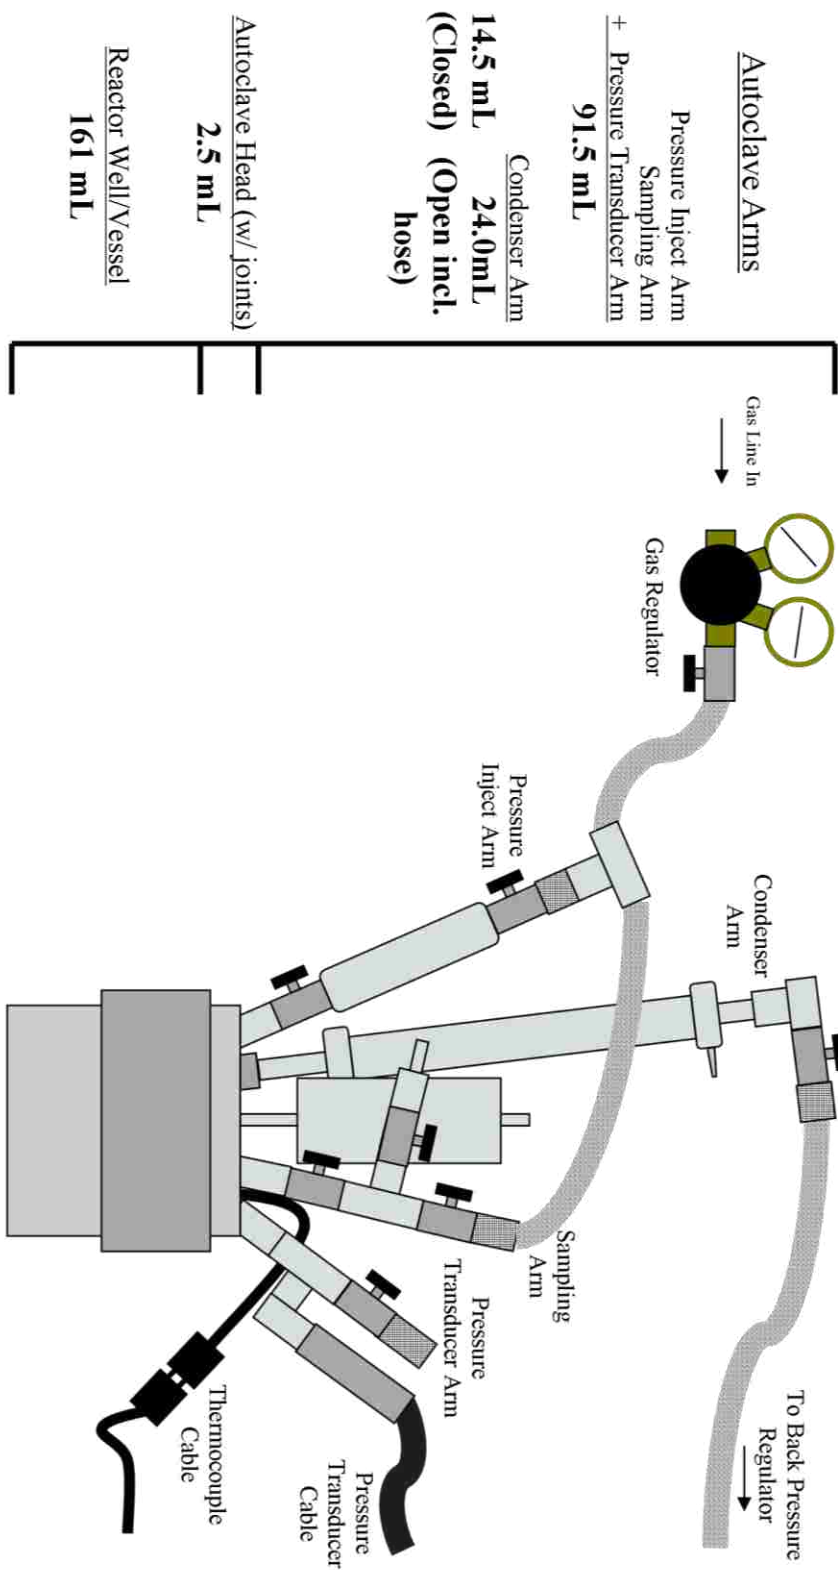 Autoclave Arms
Pressure Inject Arm
Sampling Arm
+ Pressure Transducer Arm
91.5 mL
Condenser Arm
14.5 mL 24.0mL
(Closed) (Open incl.
hose)
Autoclave Head (w/ joints)
2.5 mL
Reactor Well/Vessel
161 mL
Gas Line In
Gas Regulator
Pressure
Inject Arm
Condenser
Arm
Sampling
Arm
Pressure
Transducer Arm
Thermocouple
Cable
Pressure
Transducer
Cable
To Back Pressure
Regulator